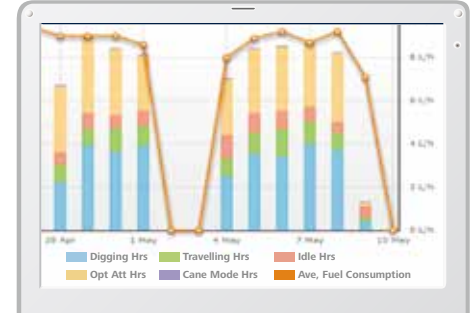 8 L/h
6 L/h
4 L/h
2 L/h
0 L/h
28 Apr 1 May 4 May 7 May 10 May
Digging Hrs Travelling Hrs Idle Hrs
Opt Att Hrs Cane Mode Hrs Ave, Fuel Consumption